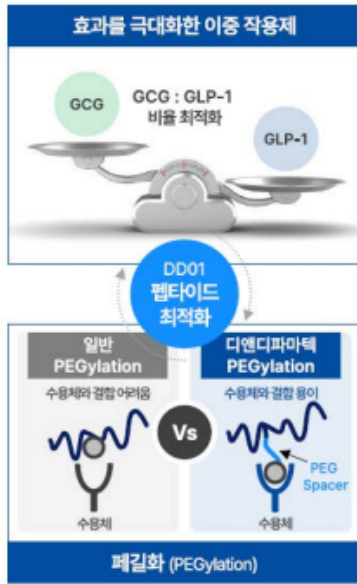 효과를 극대화한 이중 작용제
GCG
GCG : GLP-1
비율 최적화
GLP-1
DD01
펩타이드
최적화
일반
PEGylation
수용체와 결합 어려움
디앤디파마텍
PEGylation
수용체와 결합 용이
Vs
PEG
Spacer
수용체
수용체
페길화 (PEGylation)